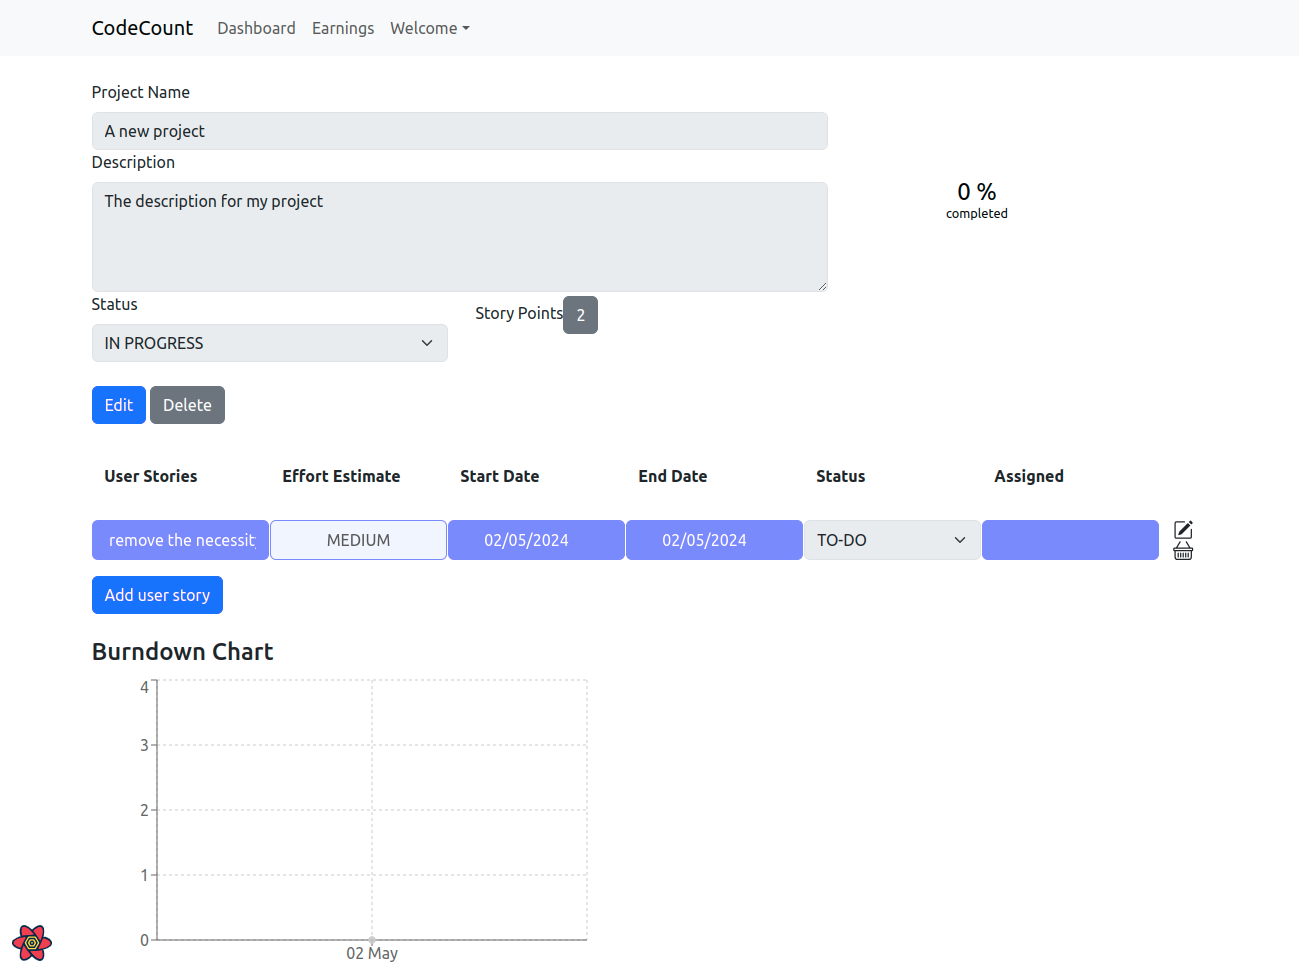 CodeCount Dashboard Earnings Welcome
Project Name
A new project
Description
The description for my project
0 %
completed
Status
Story Points 2
IN PROGRESS
Edit Delete
User Stories Effort Estimate Start Date End Date Status Assigned
remove the necessit MEDIUM 02/05/2024 02/05/2024 TO-DO
Add user story
Burndown Chart
4
3
2
1
0
02 May